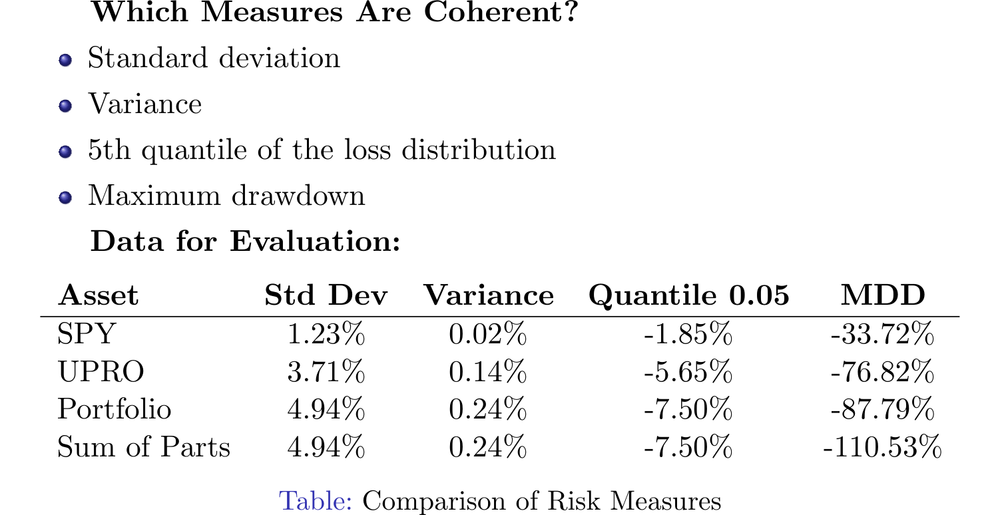 Which Measures Are Coherent?
Standard deviation
Variance
5th quantile of the loss distribution
Maximum drawdown
Data for Evaluation:
Asset Std Dev Variance Quantile 0.05 MDD
SPY 1.23% 0.02% -1.85% -33.72%
UPRO 3.71% 0.14% -5.65% -76.82%
Portfolio 4.94% 0.24% -7.50% -87.79%
Sum of Parts 4.94% 0.24% -7.50% -110.53%
Table: Comparison of Risk Measures